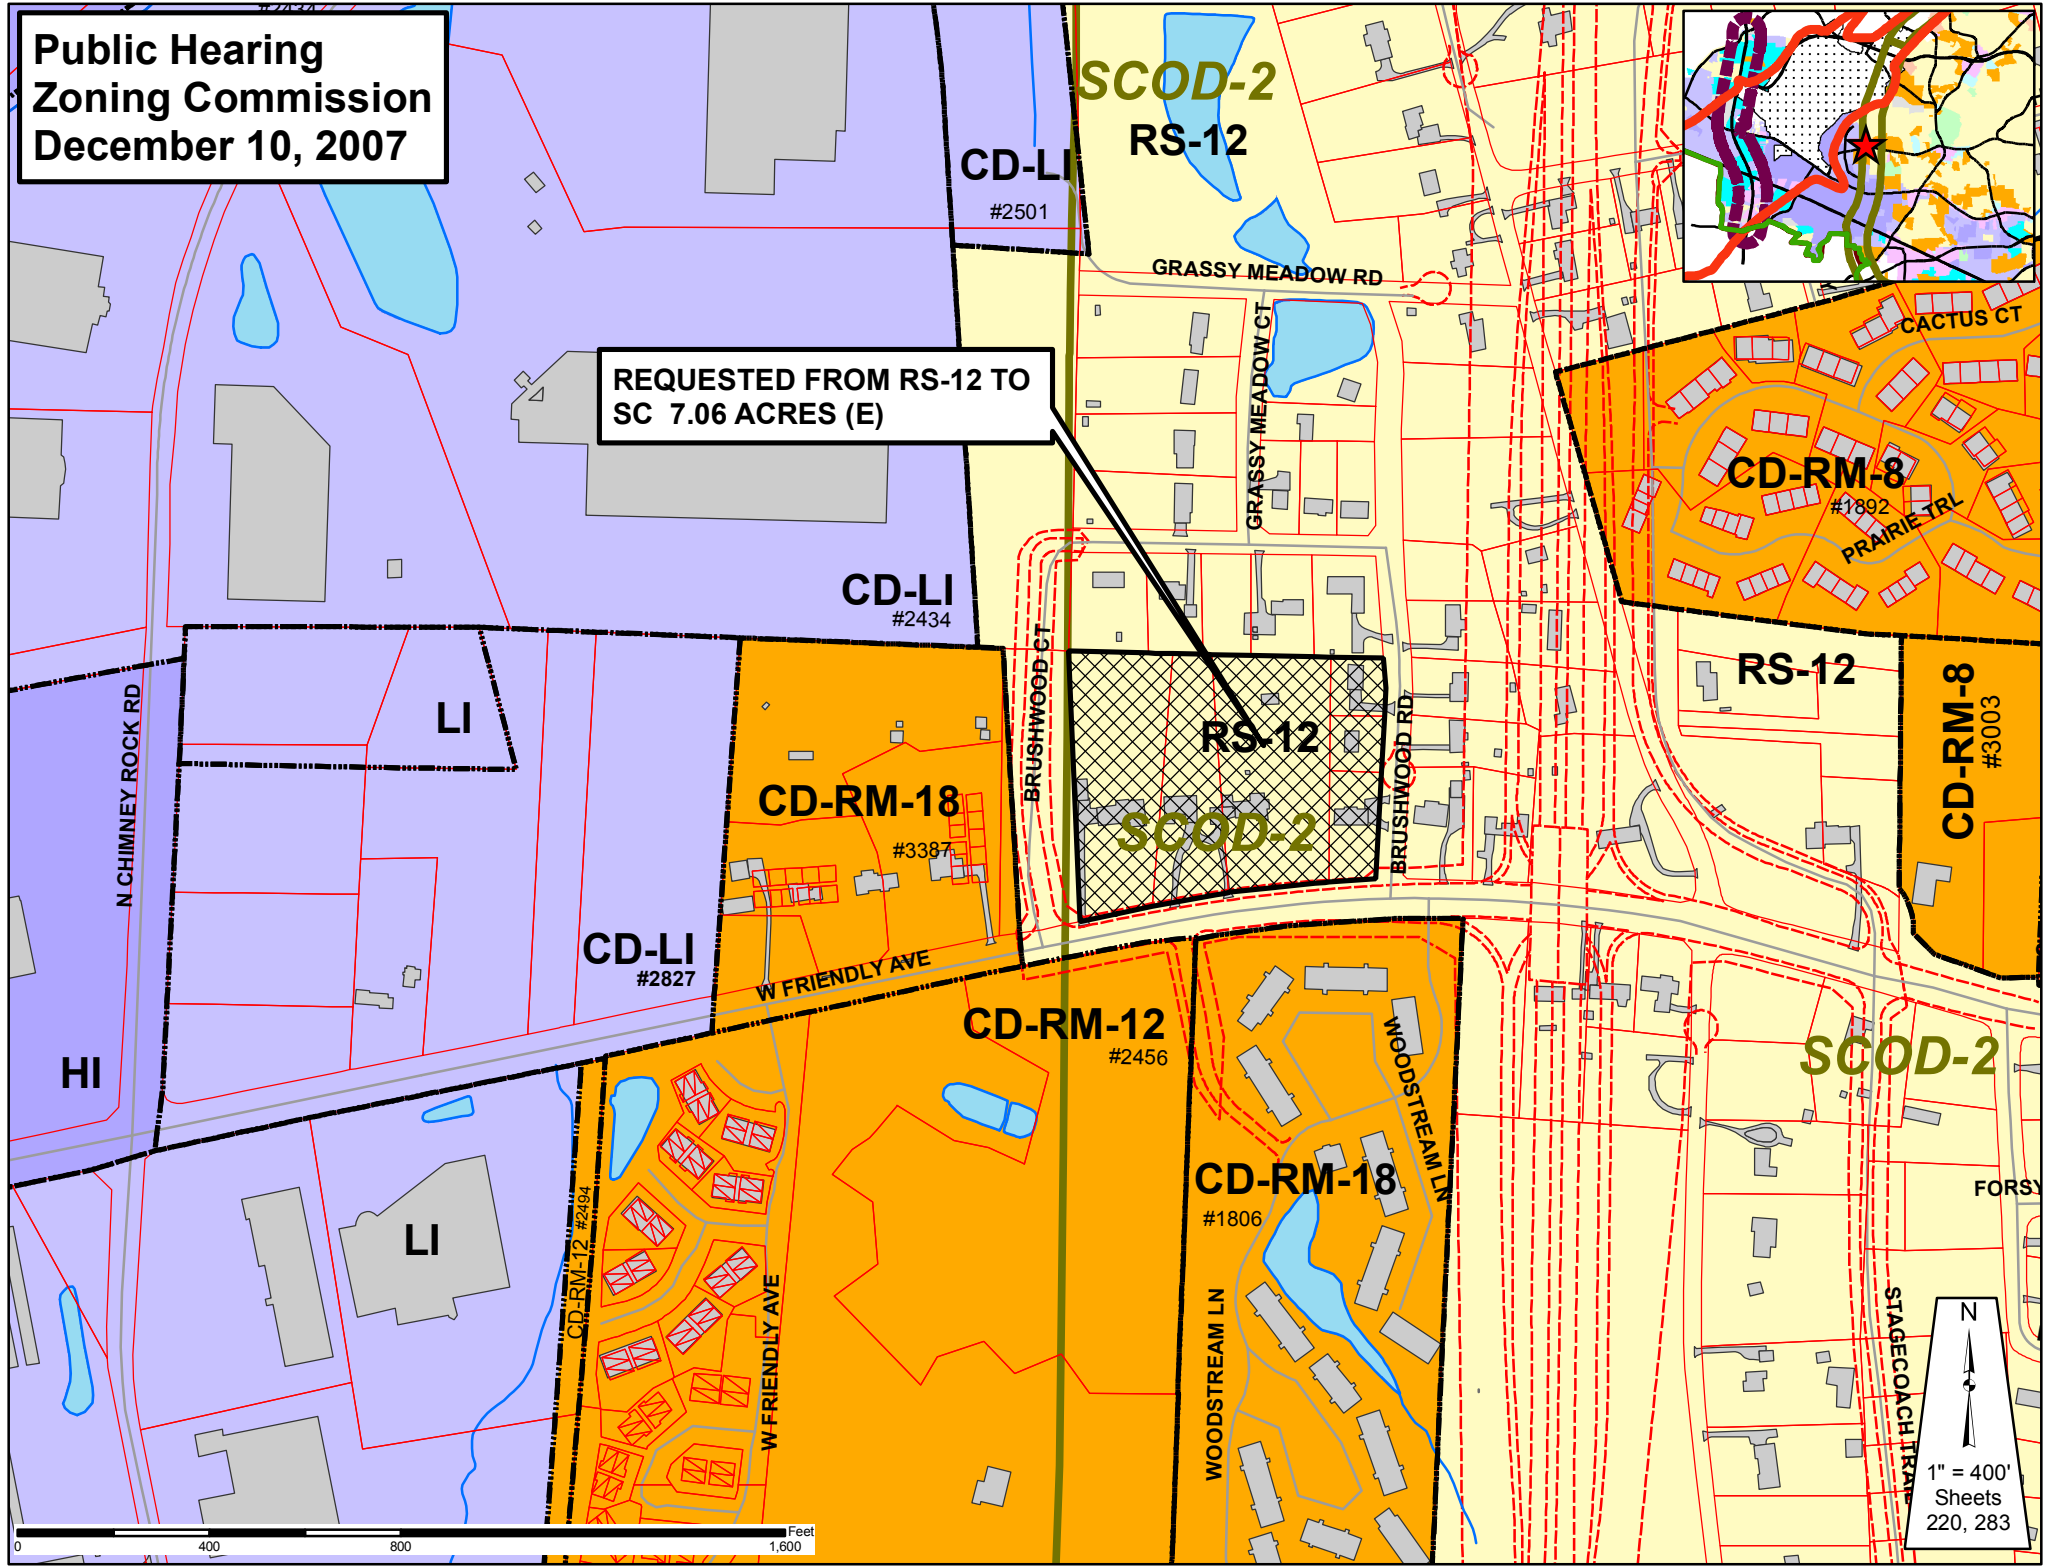 #2434
Public Hearing
Zoning Commission
December 10, 2007
SCOD-2
RS-12
CD-LI
#2501
GRASSY MEADOW RD
GRASSY MEADOW CT
CACTUS CT
REQUESTED FROM RS-12 TO
SC 7.06 ACRES (E)
CD-RM-8
#1892
PRAIRIE TRL
CD-LI
#2434
BRUSHWOOD CT
RS-12
CD-RM-8
#3003
N CHIMNEY ROCK RD
LI
RS-12
BRUSHWOOD RD
CD-RM-18
#3387
SCOD-2
CD-LI
#2827
W FRIENDLY AVE
CD-RM-12
#2456
WOODSTREAM LN
SCOD-2
HI
CD-RM-18
#1806
FORSY
LI
CD-RM-12 #2494
W FRIENDLY AVE
WOODSTREAM LN
STAGECOACH TRAIL
N
1" = 400'
Sheets
220, 283
Feet
0 400 800 1,600